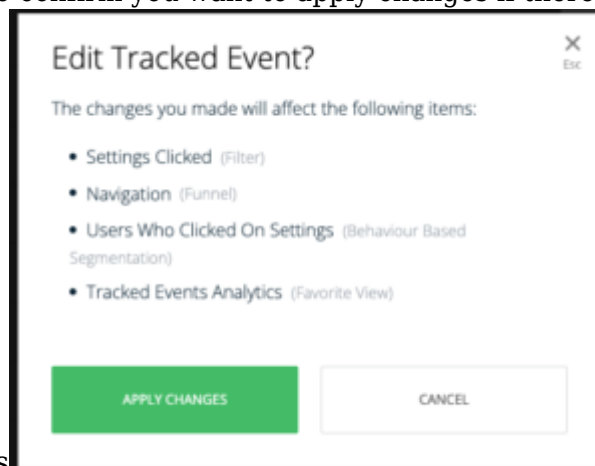 confirm you want to apply changes if there
Edit Tracked Event?
Esc
The changes you made will affect the following items:
• Settings Clicked (Filter)
• Navigation (Funnel)
• Users Who Clicked On Settings (Behaviour Based
Segmentation)
• Tracked Events Analytics (Favorite View)
APPLY CHANGES
CANCEL
s